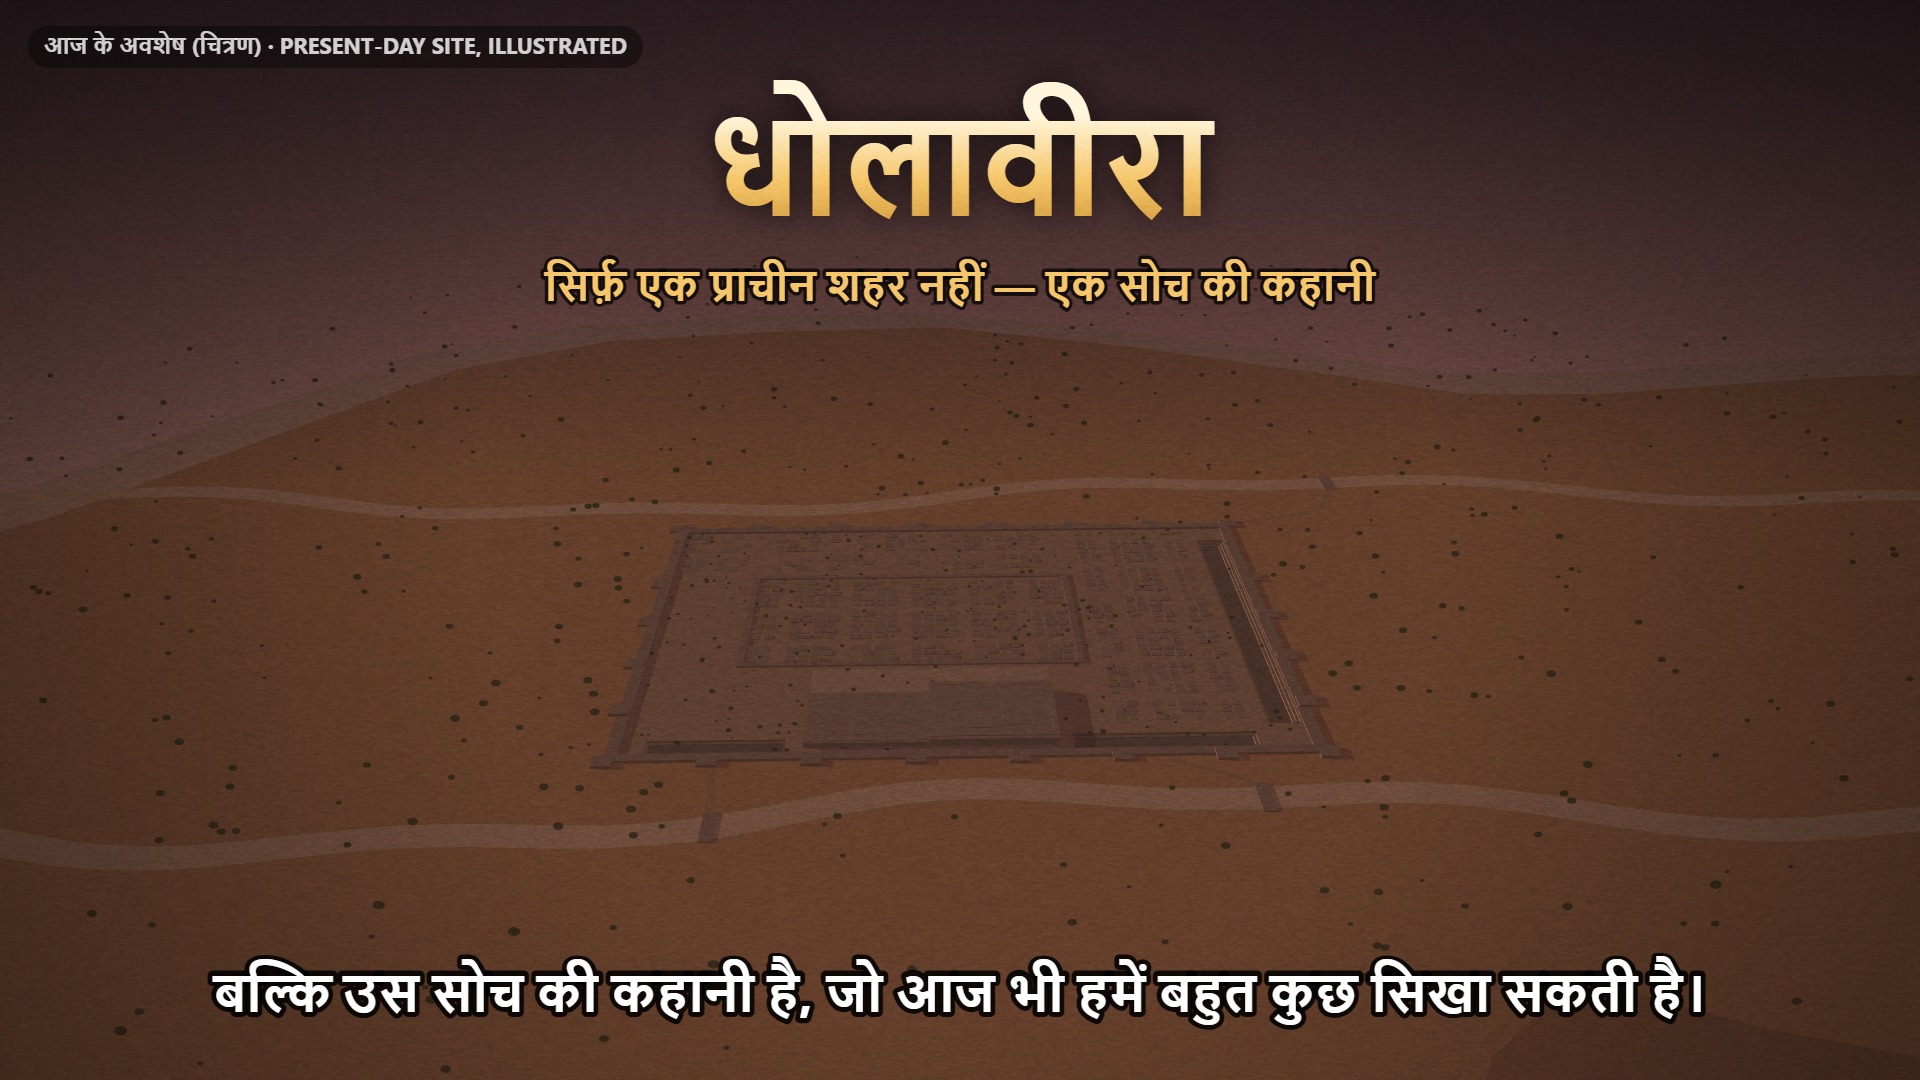 आज के अवशेष (चित्रण) · PRESENT-DAY SITE, ILLUSTRATED
धोलावीरा
सिर्फ़ एक प्राचीन शहर नहीं — एक सोच की कहानी
बल्कि उस सोच की कहानी है, जो आज भी हमें बहुत कुछ सिखा सकती है।